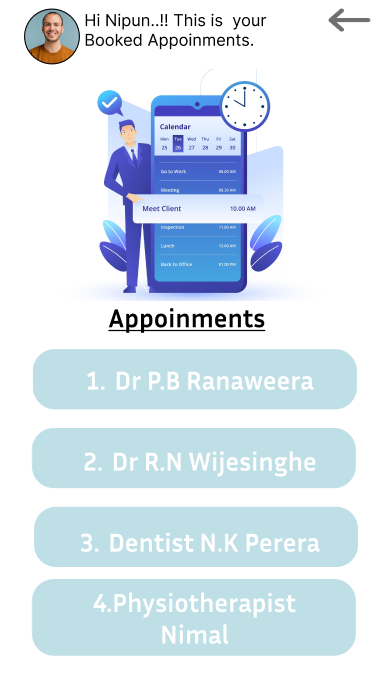 Hi Nipun..!! This is  your
Booked Appoinments.
Calendar
Mon Tue Wed Thu Fri Sat
25 26 27 28 29 30
Go to Work 08.00 AM
Meeting 08.30 AM
Meet Client 10.00 AM
Inspection 11:00 AM
Lunch 12.00 AM
Back to Office 01.00 PM
Appoinments
1. Dr P.B Ranaweera
2. Dr R.N Wijesinghe
3. Dentist N.K Perera
4.Physiotherapist
Nimal